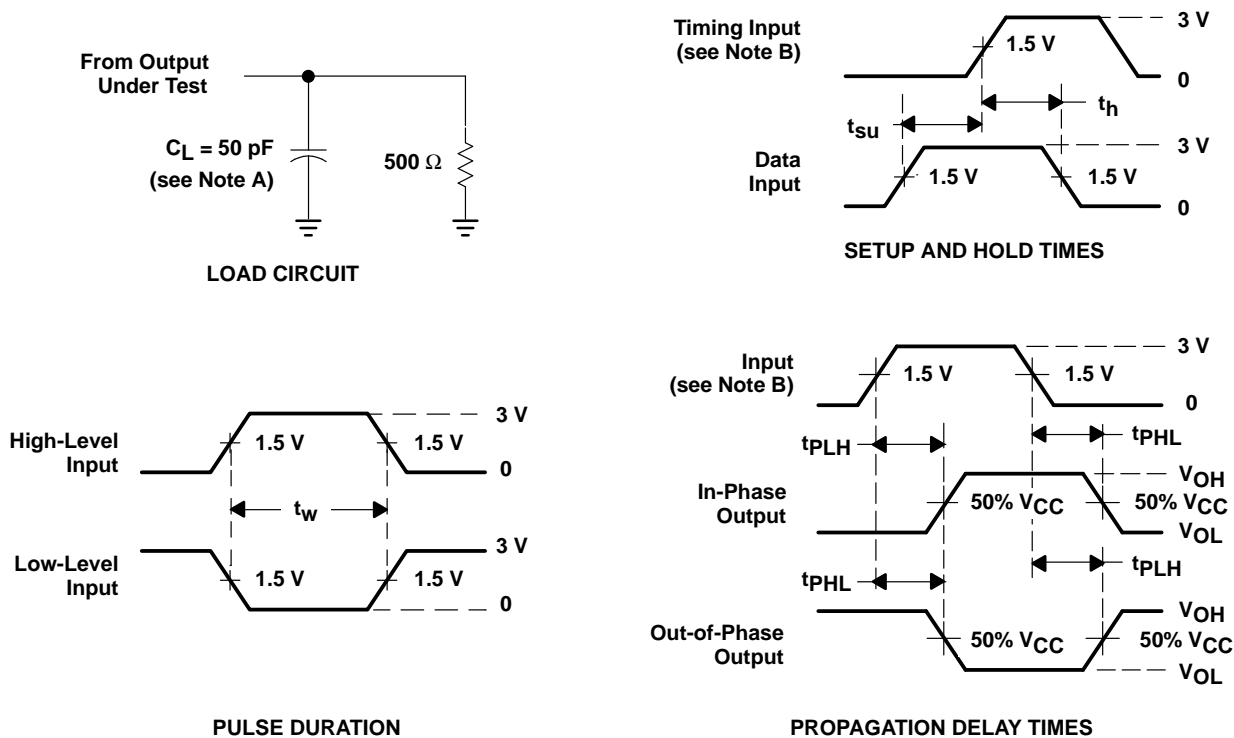 From Output
Under Test
CL = 50 pF
(see Note A)
500 Ω
LOAD CIRCUIT
Timing Input
(see Note B)
1.5 V
3 V
0
th
tsu
Data
Input
1.5 V
1.5 V
3 V
0
SETUP AND HOLD TIMES
High-Level
Input
1.5 V
1.5 V
3 V
0
tw
Low-Level
Input
1.5 V
1.5 V
3 V
0
PULSE DURATION
Input
(see Note B)
1.5 V
1.5 V
3 V
0
tPLH
tPHL
In-Phase
Output
50% VCC
50% VCC
VOH
VOL
tPHL
tPLH
Out-of-Phase
Output
50% VCC
50% VCC
VOH
VOL
PROPAGATION DELAY TIMES